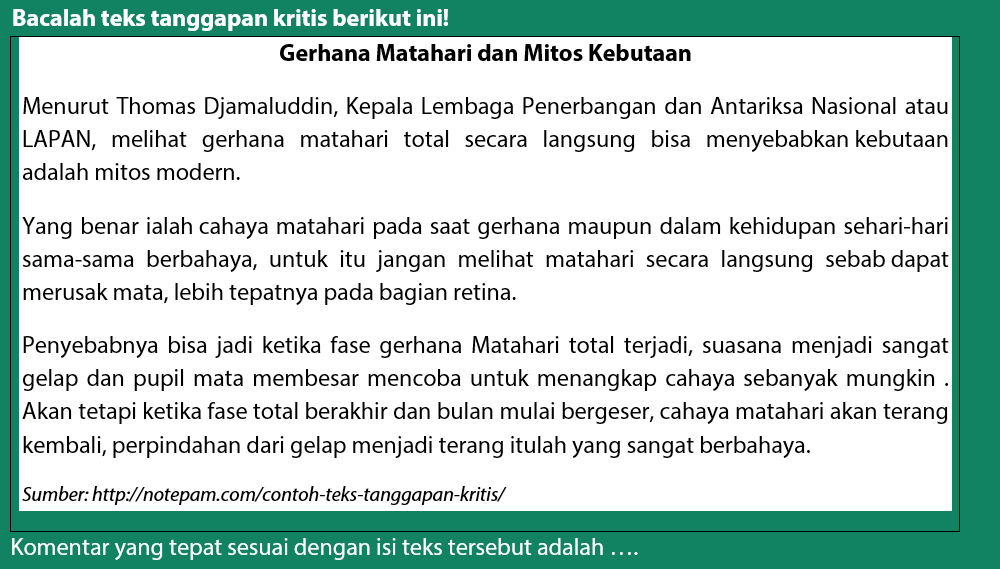 Bacalah teks tanggapan kritis berikut ini!
Gerhana Matahari dan Mitos Kebutaan
Menurut Thomas Djamaluddin, Kepala Lembaga Penerbangan dan Antariksa Nasional atau
LAPAN, melihat gerhana matahari total secara langsung bisa menyebabkan kebutaan
adalah mitos modern.
Yang benar ialah cahaya matahari pada saat gerhana maupun dalam kehidupan sehari-hari
sama-sama berbahaya, untuk itu jangan melihat matahari secara langsung sebab dapat
merusak mata, lebih tepatnya pada bagian retina.
Penyebabnya bisa jadi ketika fase gerhana Matahari total terjadi, suasana menjadi sangat
gelap dan pupil mata membesar mencoba untuk menangkap cahaya sebanyak mungkin .
Akan tetapi ketika fase total berakhir dan bulan mulai bergeser, cahaya matahari akan terang
kembali, perpindahan dari gelap menjadi terang itulah yang sangat berbahaya.
Sumber: http://notepam.com/contoh-teks-tanggapan-kritis/
Komentar yang tepat sesuai dengan isi teks tersebut adalah ….